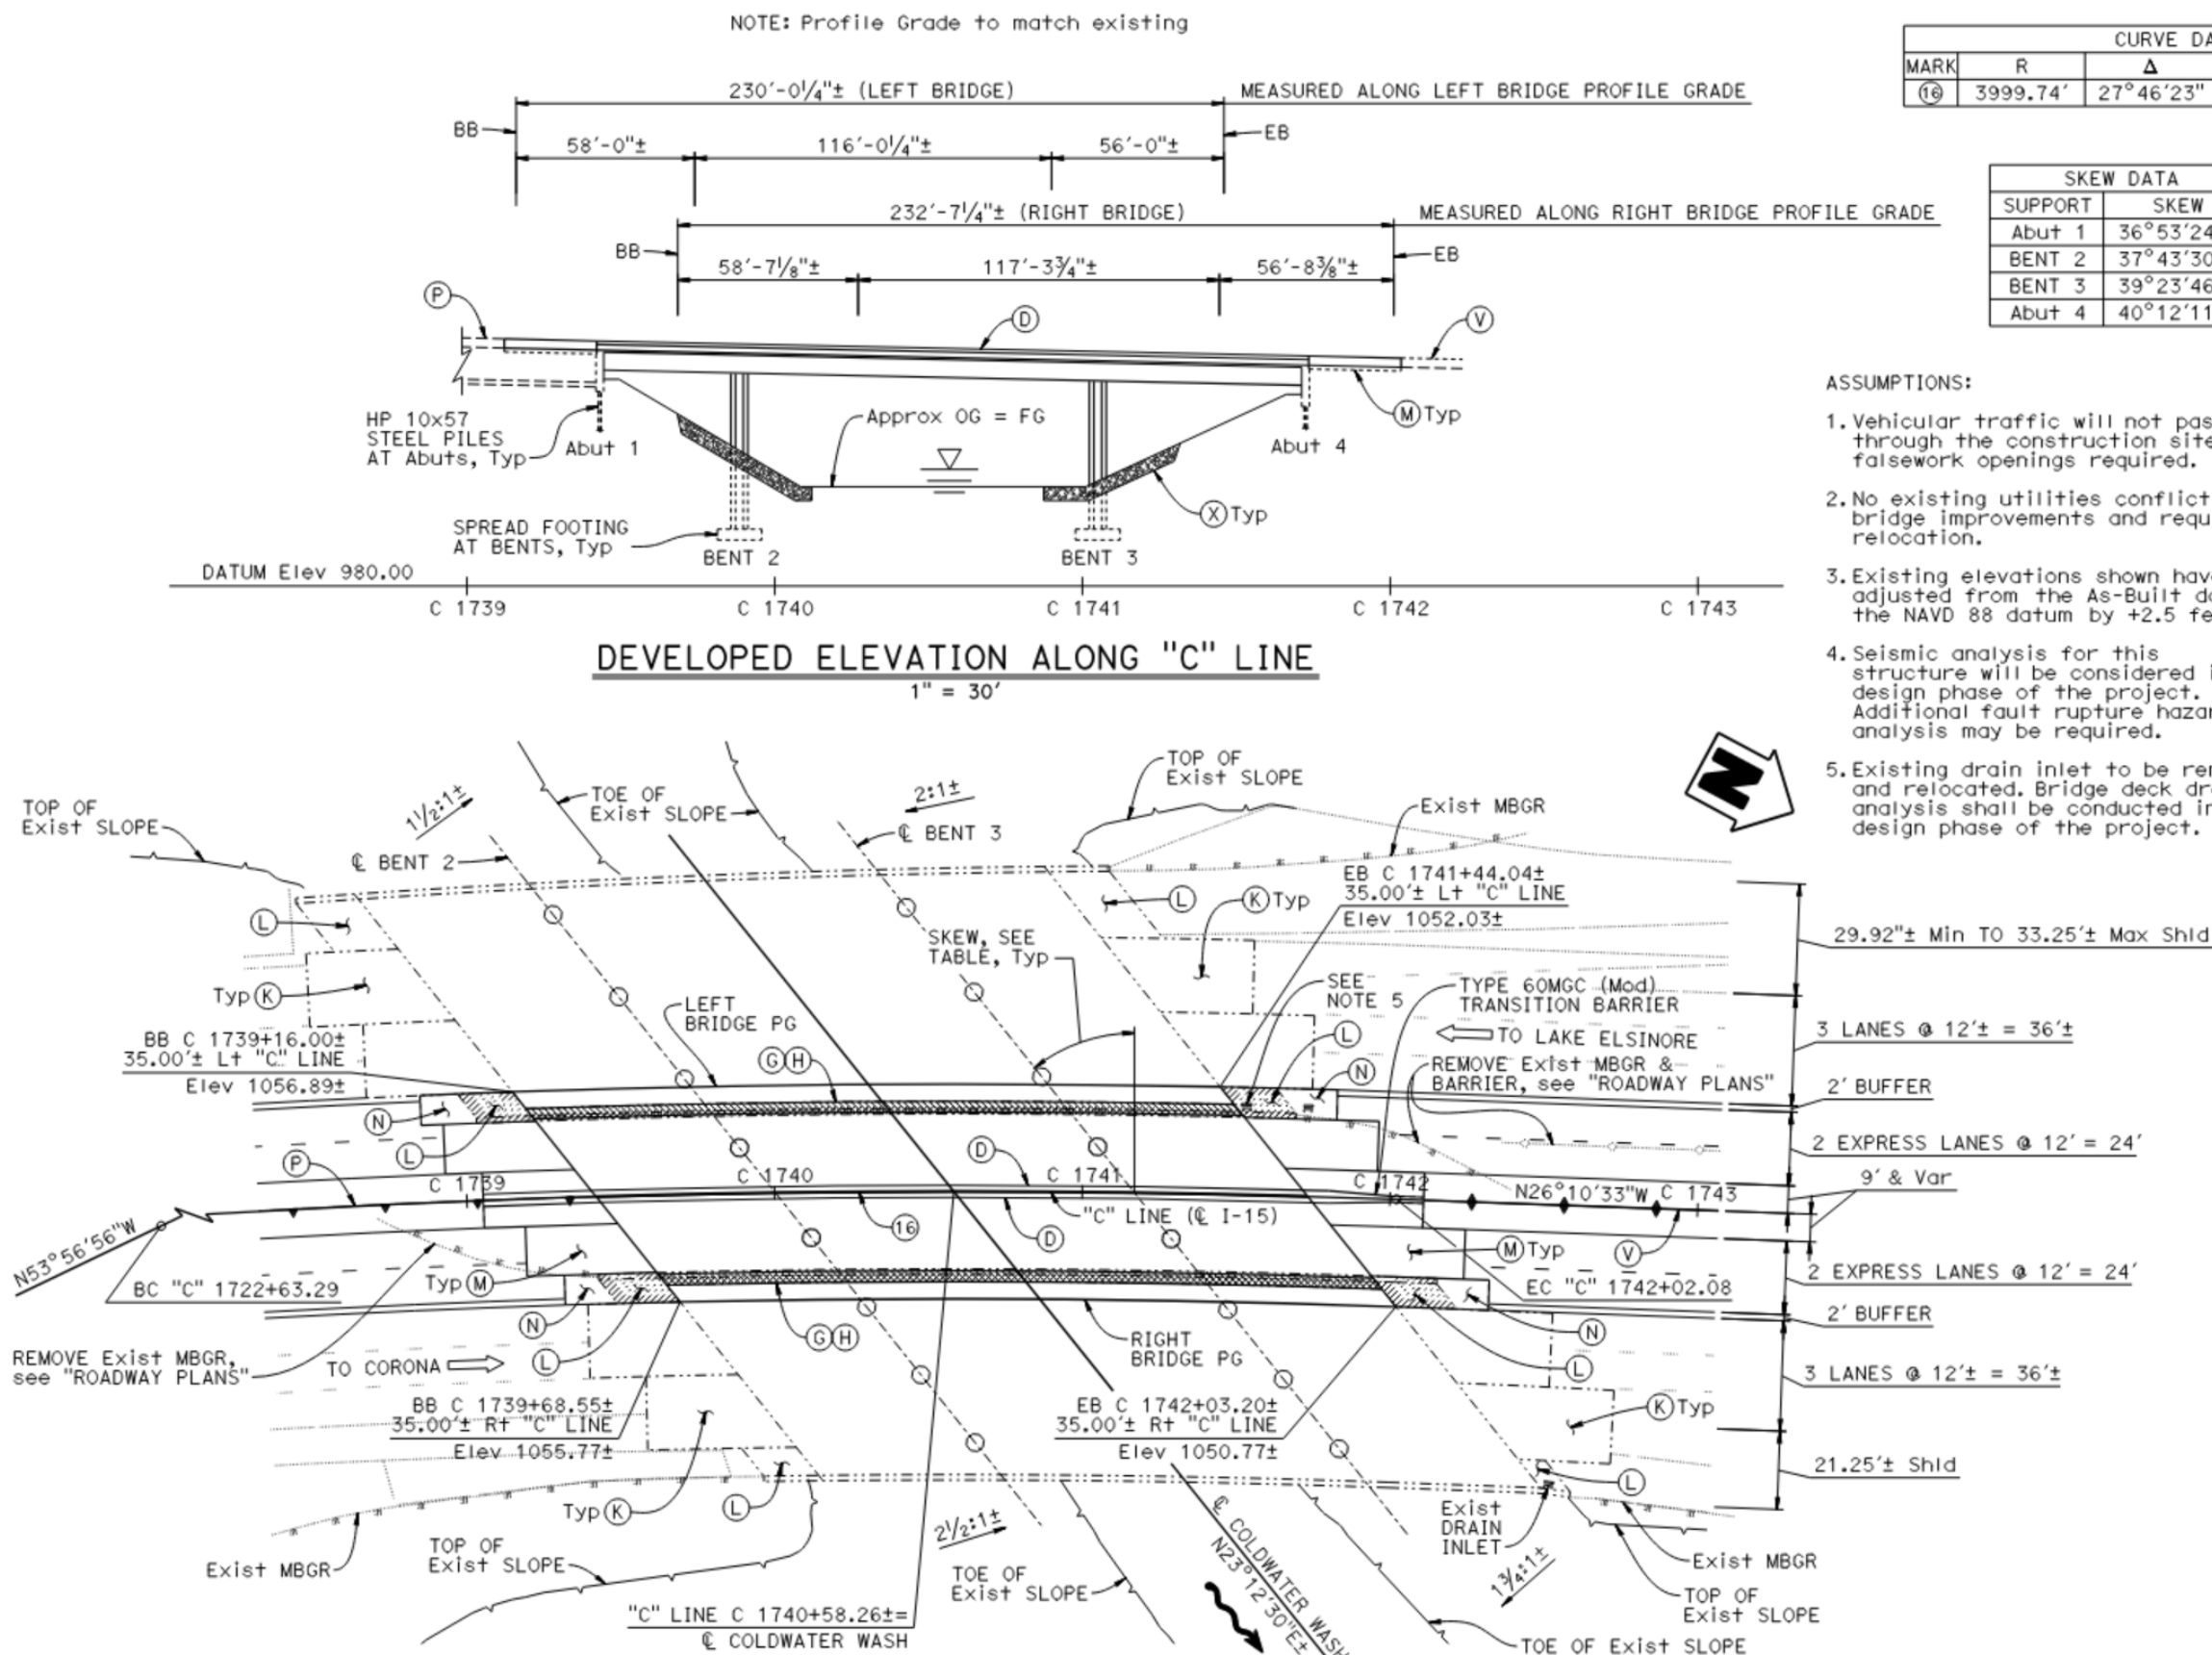 NOTE: Profile Grade to match existing
CURVE DA
MARK R Δ
16 3999.74' 27°46'23"
230'-0¼"± (LEFT BRIDGE)
MEASURED ALONG LEFT BRIDGE PROFILE GRADE
BB
EB
58'-0"± 116'-0¼"± 56'-0"±
232'-7¼"± (RIGHT BRIDGE)
MEASURED ALONG RIGHT BRIDGE PROFILE GRADE
BB
EB
58'-7⅛"± 117'-3¾"± 56'-8⅜"±
SKEW DATA
SUPPORT SKEW
Abut 1 36°53'24
BENT 2 37°43'30
BENT 3 39°23'46
Abut 4 40°12'11
P
D
V
HP 10x57
STEEL PILES
AT Abuts, Typ
Abut 1
Approx OG = FG
M Typ
Abut 4
X Typ
SPREAD FOOTING
AT BENTS, Typ
BENT 2
BENT 3
DATUM Elev 980.00
C 1739
C 1740
C 1741
C 1742
C 1743
DEVELOPED ELEVATION ALONG "C" LINE
1" = 30'
ASSUMPTIONS:
1. Vehicular traffic will not pas
through the construction site
falsework openings required.
2. No existing utilities conflict
bridge improvements and requ
relocation.
3. Existing elevations shown hav
adjusted from the As-Built da
the NAVD 88 datum by +2.5 fe
4. Seismic analysis for this
structure will be considered i
design phase of the project.
Additional fault rupture hazar
analysis may be required.
5. Existing drain inlet to be rem
and relocated. Bridge deck dra
analysis shall be conducted in
design phase of the project.
N
TOP OF
Exist SLOPE
1½:1±
TOE OF
Exist SLOPE
2:1±
TOP OF
Exist SLOPE
Exist MBGR
℄ BENT 2
℄ BENT 3
EB C 1741+44.04±
35.00'± Lt "C" LINE
Elev 1052.03±
L
L
K Typ
29.92"± Min TO 33.25'± Max Shld
SKEW, SEE
TABLE, Typ
Typ K
LEFT
BRIDGE PG
SEE
NOTE 5
TYPE 60MGC (Mod)
TRANSITION BARRIER
3 LANES @ 12'± = 36'±
BB C 1739+16.00±
35.00'± Lt "C" LINE
Elev 1056.89±
G H
L
TO LAKE ELSINORE
N
REMOVE Exist MBGR &
BARRIER, see "ROADWAY PLANS"
2' BUFFER
N
L
2 EXPRESS LANES @ 12' = 24'
P
D
C 1739
C 1740
C 1741
C 1742
N26°10'33"W
C 1743
9' & Var
16
"C" LINE (℄ I-15)
D
N53°56'56"W
BC "C" 1722+63.29
Typ M
M Typ
V
EC "C" 1742+02.08
2 EXPRESS LANES @ 12' = 24'
2' BUFFER
N
G H
RIGHT
BRIDGE PG
N
L
REMOVE Exist MBGR,
see "ROADWAY PLANS"
TO CORONA
L
3 LANES @ 12'± = 36'±
BB C 1739+68.55±
35.00'± Rt "C" LINE
Elev 1055.77±
EB C 1742+03.20±
35.00'± Rt "C" LINE
Elev 1050.77±
K Typ
21.25'± Shld
Typ K
L
L
Exist
DRAIN
INLET
Exist MBGR
TOP OF
Exist SLOPE
2½:1±
TOE OF
Exist SLOPE
℄ COLDWATER WASH
N23°12'30"E±
1¾:1±
Exist MBGR
TOP OF
Exist SLOPE
"C" LINE C 1740+58.26±=
℄ COLDWATER WASH
TOE OF Exist SLOPE